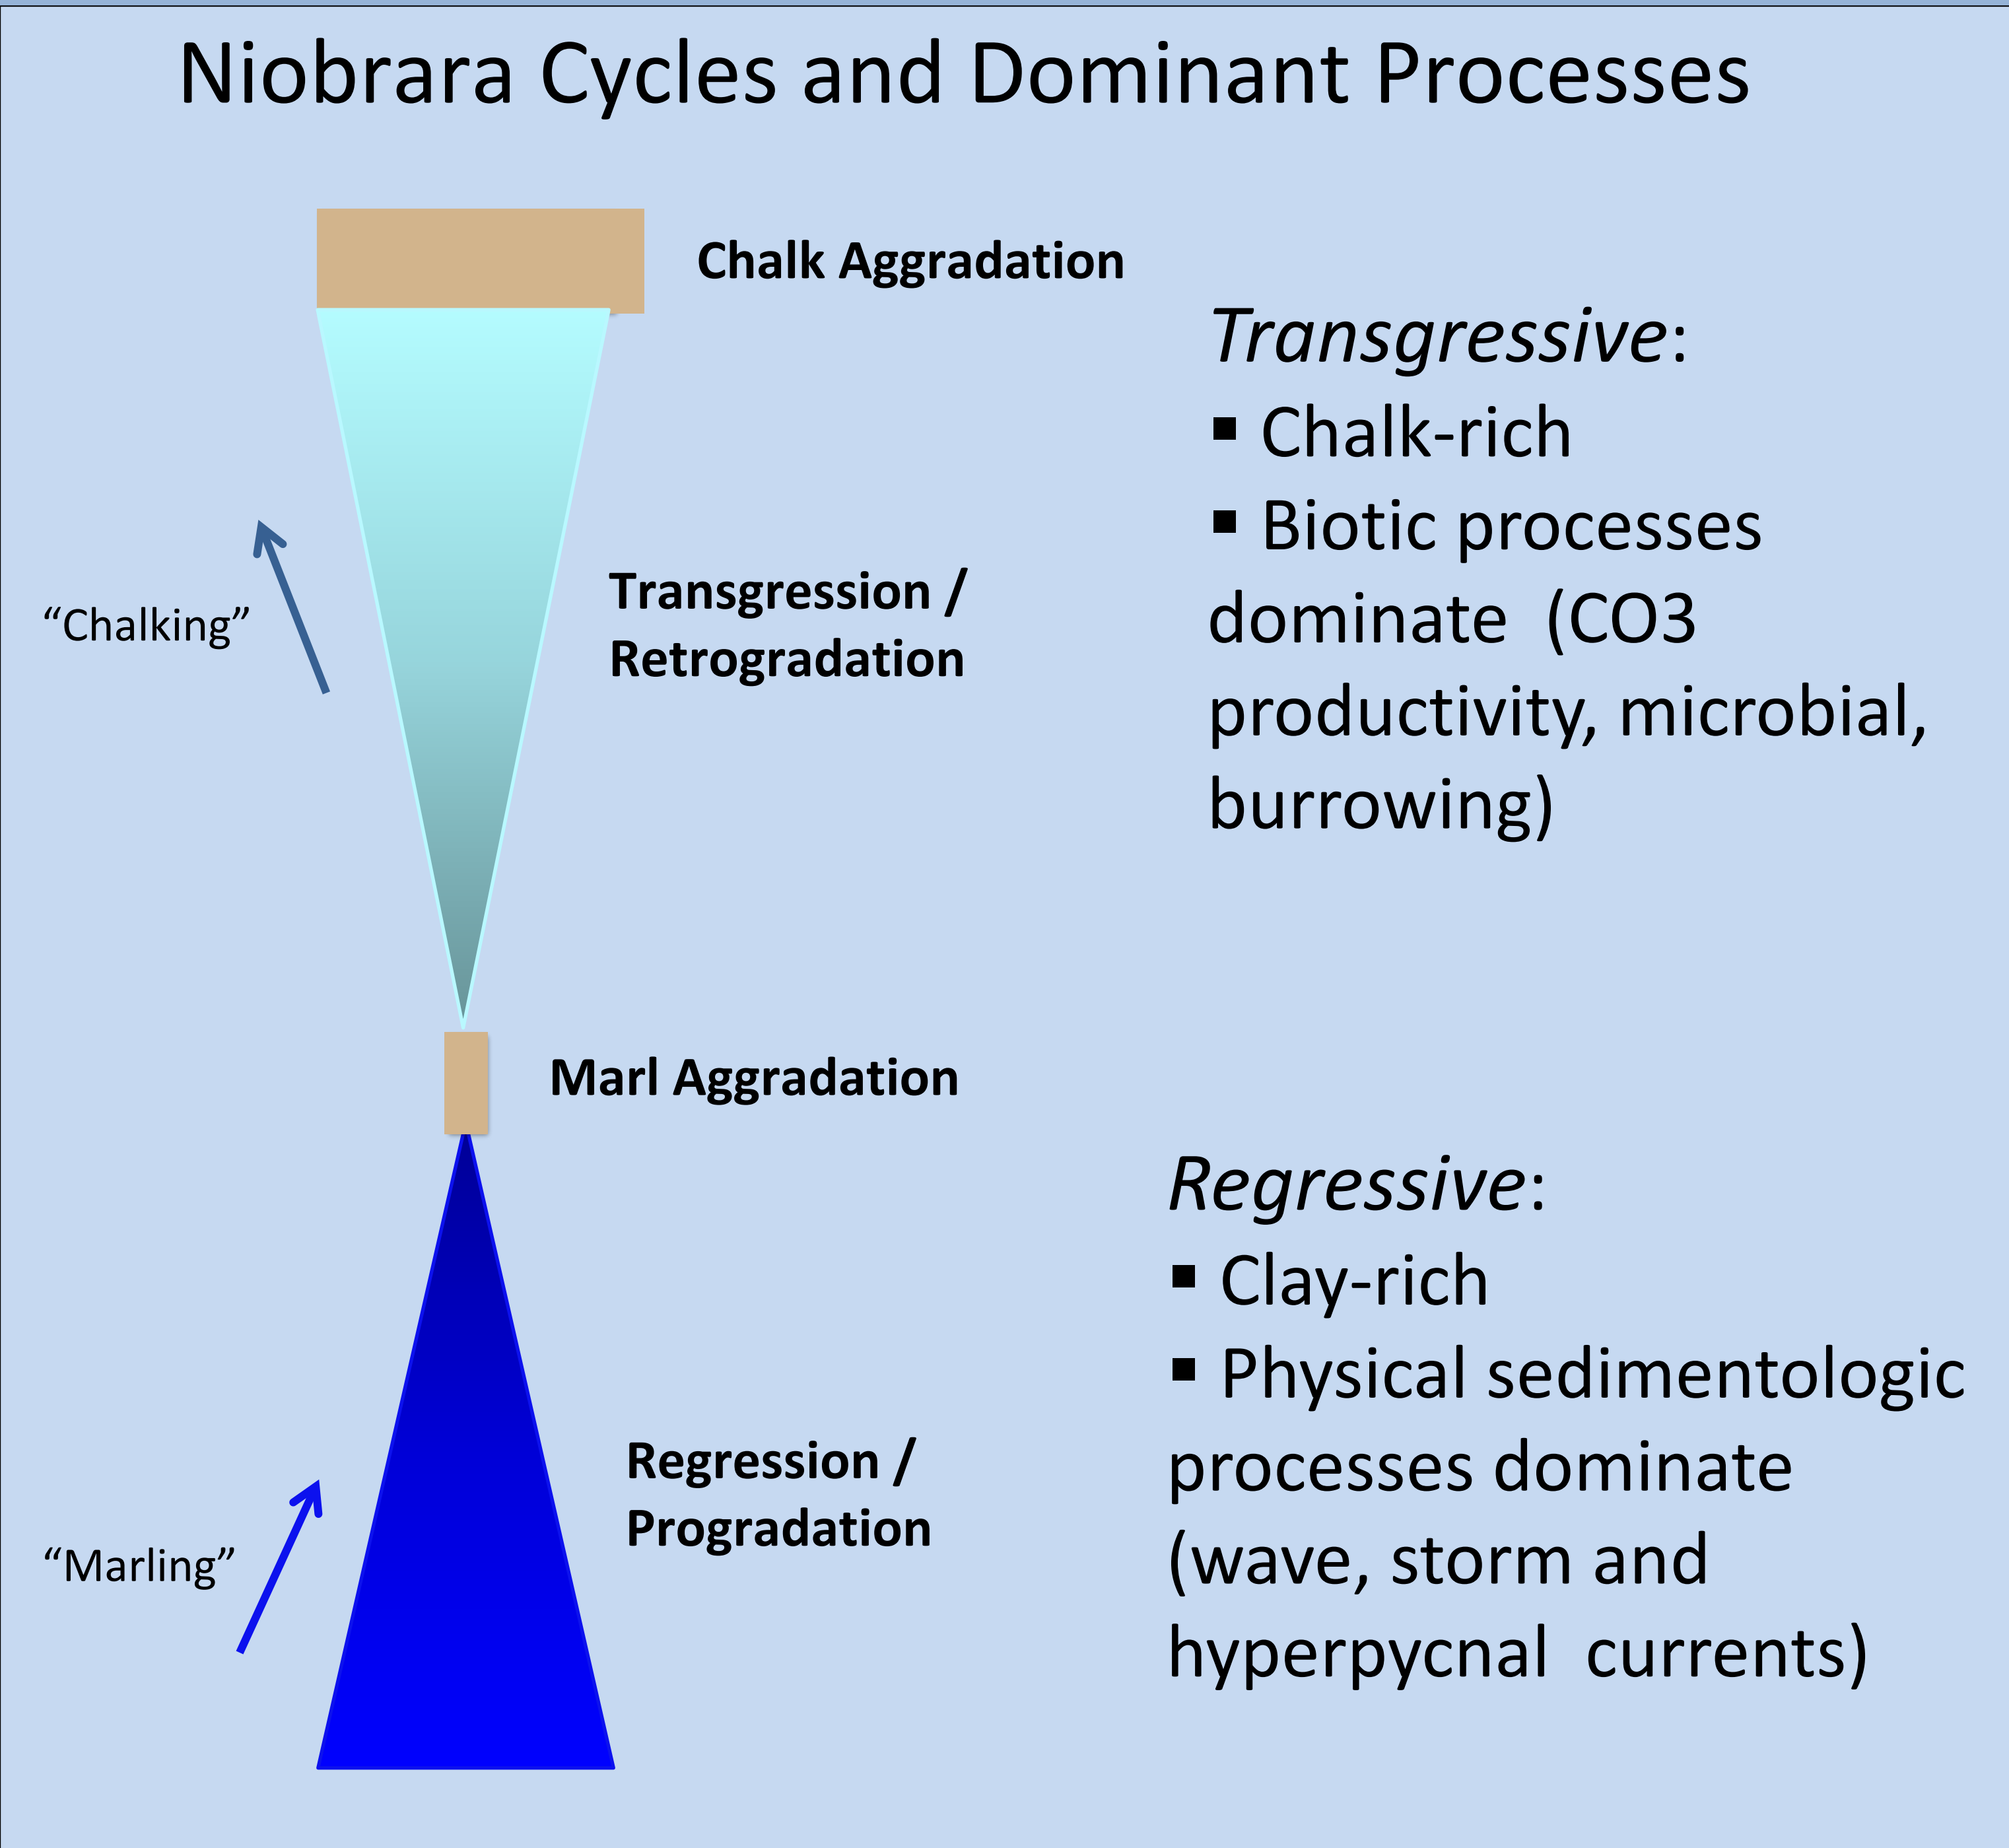 Niobrara Cycles and Dominant Processes
Chalk Aggradation
Transgressive:
▪ Chalk-rich
▪ Biotic processes
dominate  (CO3
productivity, microbial,
burrowing)
“Chalking”
Transgression /
Retrogradation
Marl Aggradation
Regressive:
▪ Clay-rich
▪ Physical sedimentologic
processes dominate
(wave, storm and
hyperpycnal  currents)
Regression /
Progradation
“Marling”